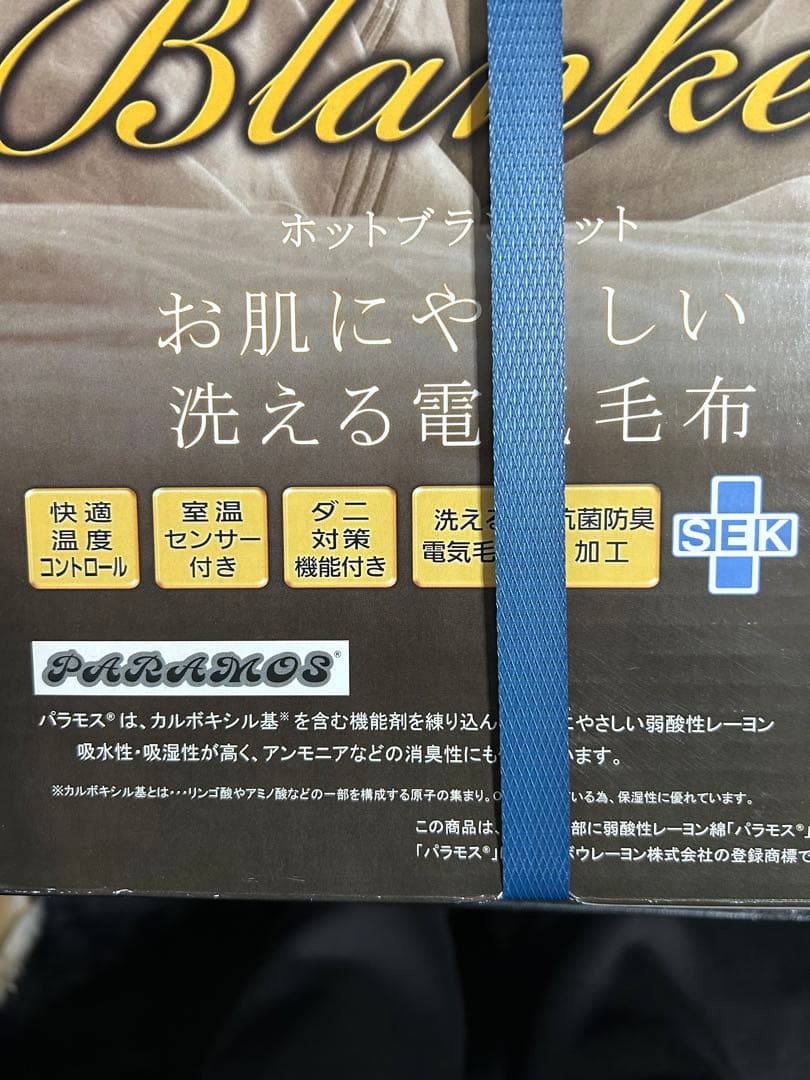 Blanke
ホットブラ ット
お肌にや しい
洗える電 毛布
快適
温度
コントロール
室温
センサー
付き
ダニ
対策
機能付き
洗える
電気毛
菌防臭
加工
SEK
PARAMOS®
パラモス®は、カルボキシル基※を含む機能剤を練り込ん にやさしい弱酸性レーヨン
吸水性・吸湿性が高く、アンモニアなどの消臭性にも います。
※カルボキシル基とは・・・リンゴ酸やアミノ酸などの一部を構成する原子の集まり。 いる為、保湿性に優れています。
この商品は、 部に弱酸性レーヨン綿「パラモス®」
「パラモス®」 ボウレーヨン株式会社の登録商標で